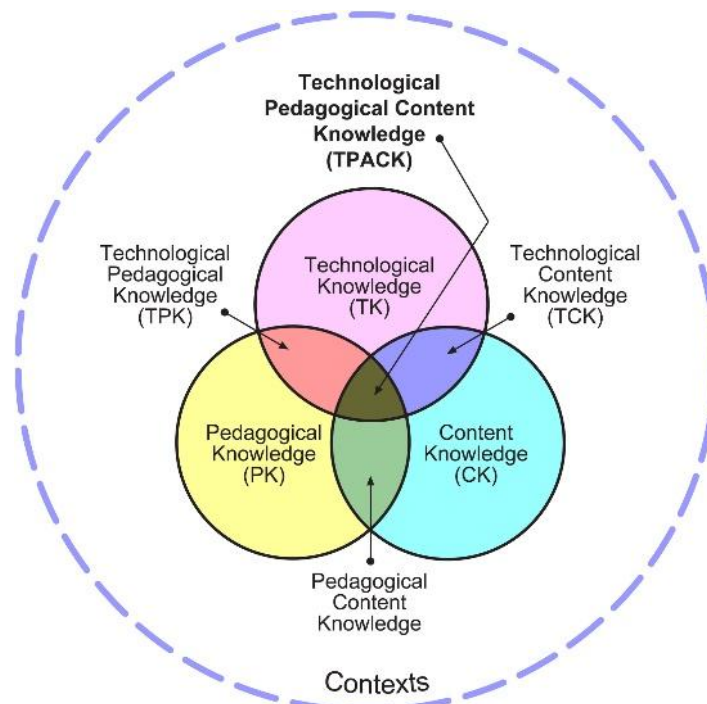 Technological
Pedagogical Content
Knowledge
(TPACK)
Technological
Pedagogical
Knowledge
(TPK)
Technological
Knowledge
(TK)
Technological
Content
Knowledge
(TCK)
Pedagogical
Knowledge
(PK)
Content
Knowledge
(CK)
Pedagogical
Content
Knowledge
Contexts